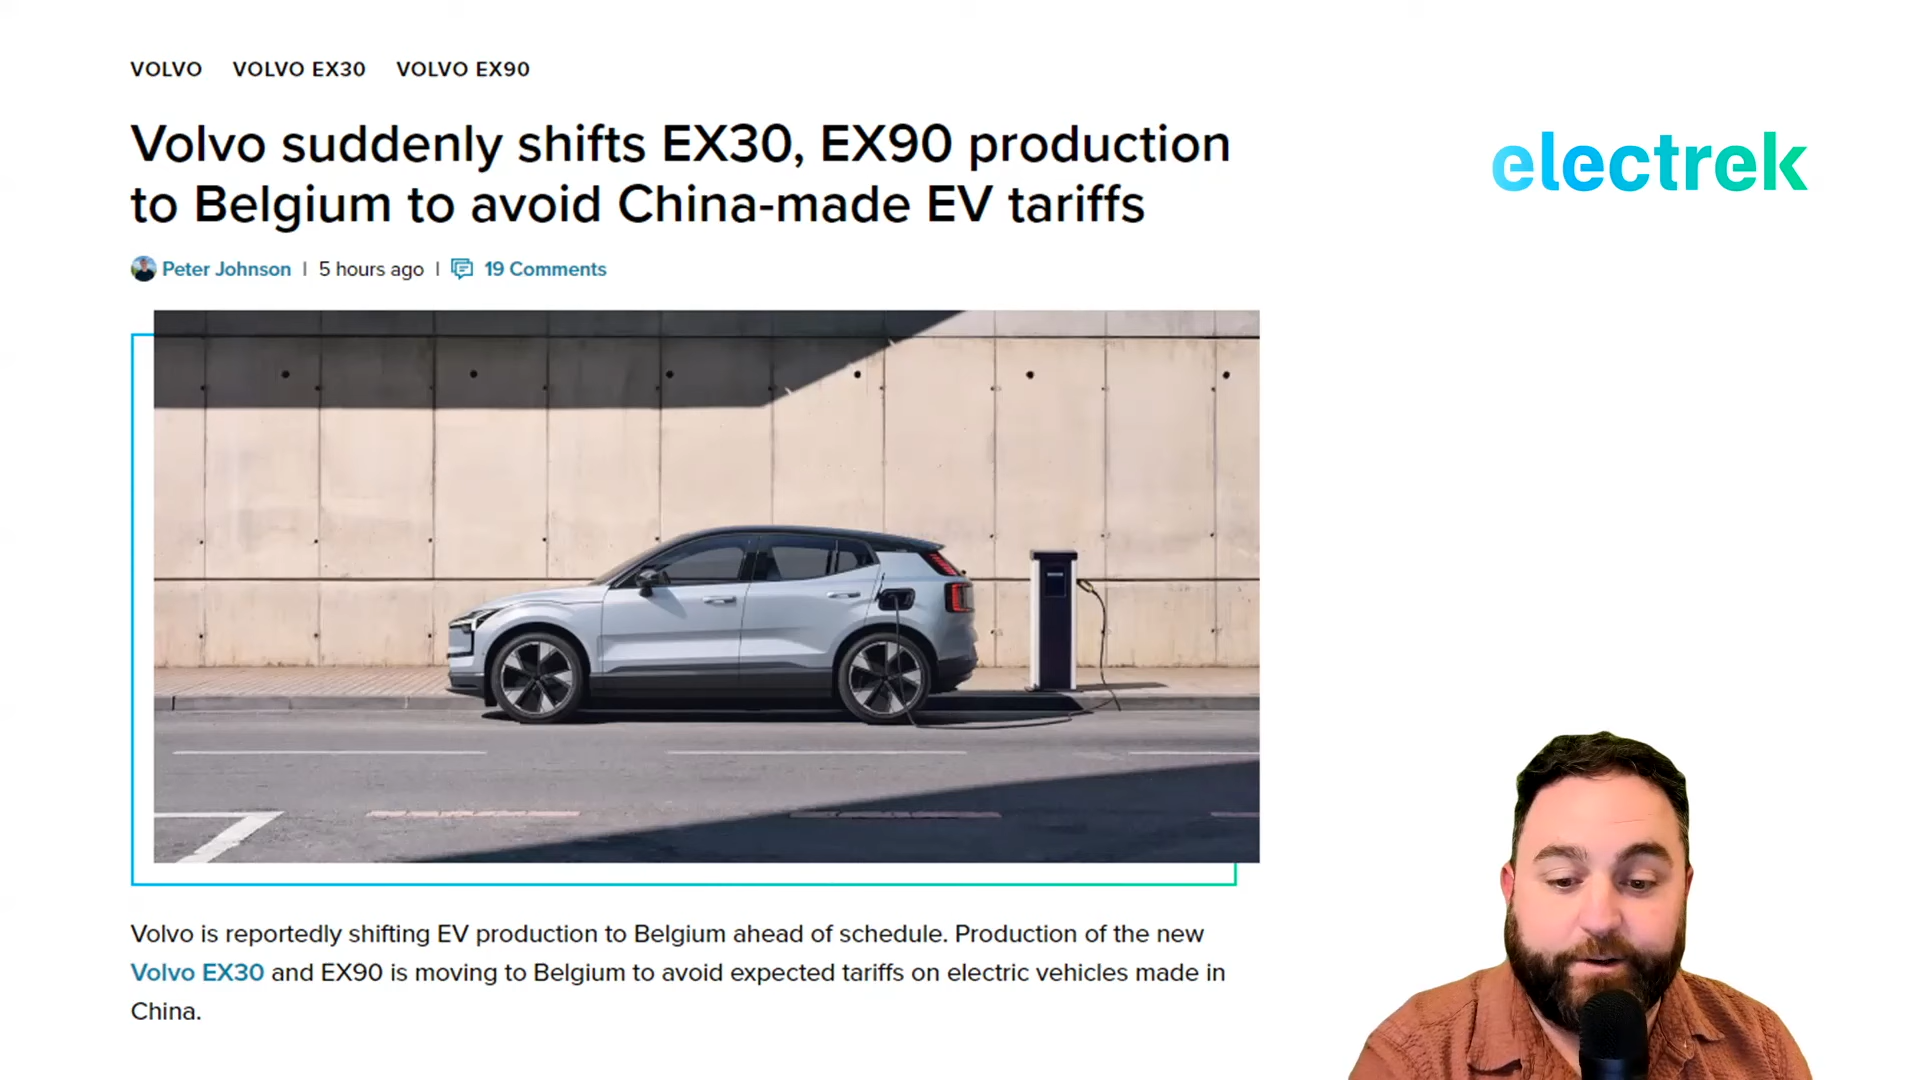 VOLVO VOLVO EX30 VOLVO EX90
Volvo suddenly shifts EX30, EX90 production
to Belgium to avoid China-made EV tariffs
electrek
Peter Johnson | 5 hours ago | 19 Comments
Volvo is reportedly shifting EV production to Belgium ahead of schedule. Production of the new
Volvo EX30 and EX90 is moving to Belgium to avoid expected tariffs on electric vehicles made in
China.